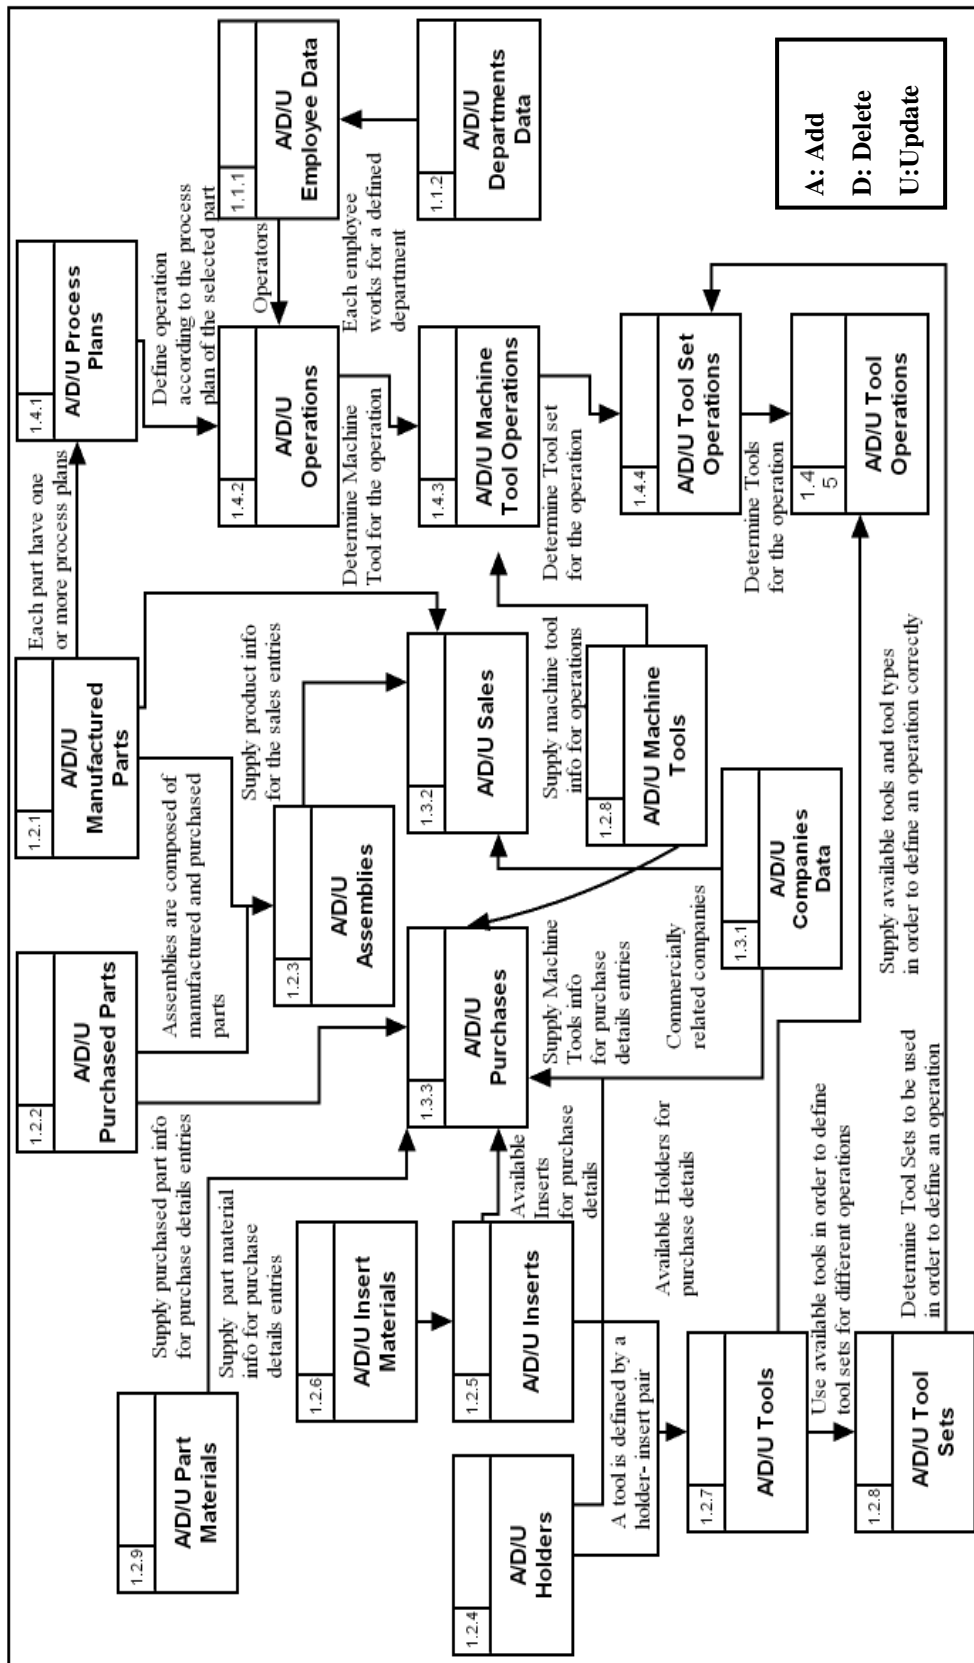 1.2.9
A/D/U Part
Materials
1.2.2
A/D/U
Purchased Parts
1.2.1
A/D/U
Manufactured
Parts
Each part have one
or more process plans
1.4.1
A/D/U Process
Plans
Supply purchased part info
for purchase details entries
Assemblies are composed of
manufactured and purchased
parts
Supply product info
for the sales entries
Define operation
according to the process
plan of the selected part
Supply part material
info for purchase
details entries
1.2.3
A/D/U
Assemblies
1.4.2
A/D/U
Operations
Operators
1.1.1
A/D/U
Employee Data
1.2.6
A/D/U Insert
Materials
Determine Machine
Tool for the operation
Each employee
works for a defined
department
1.2.4
A/D/U
Holders
1.2.5
A/D/U Inserts
1.3.3
A/D/U
Purchases
1.3.2
A/D/U Sales
1.4.3
A/D/U Machine
Tool Operations
1.1.2
A/D/U
Departments
Data
Available
Inserts
for purchase
details
Supply Machine
Tools info
for purchase
details entries
Supply machine tool
info for operations
Determine Tool set
for the operation
1.2.8
A/D/U Machine
Tools
1.4.4
A/D/U Tool Set
Operations
A tool is defined by a
holder- insert pair
Available Holders for
purchase details
Commercially
related companies
1.3.1
A/D/U
Companies
Data
Determine Tools
for the operation
1.2.7
A/D/U Tools
1.4
5
A/D/U Tool
Operations
Use available tools in order to define
tool sets for different operations
Supply available tools and tool types
in order to define an operation correctly
1.2.8
A/D/U Tool
Sets
Determine Tool Sets to be used
in order to define an operation
A: Add
D: Delete
U:Update